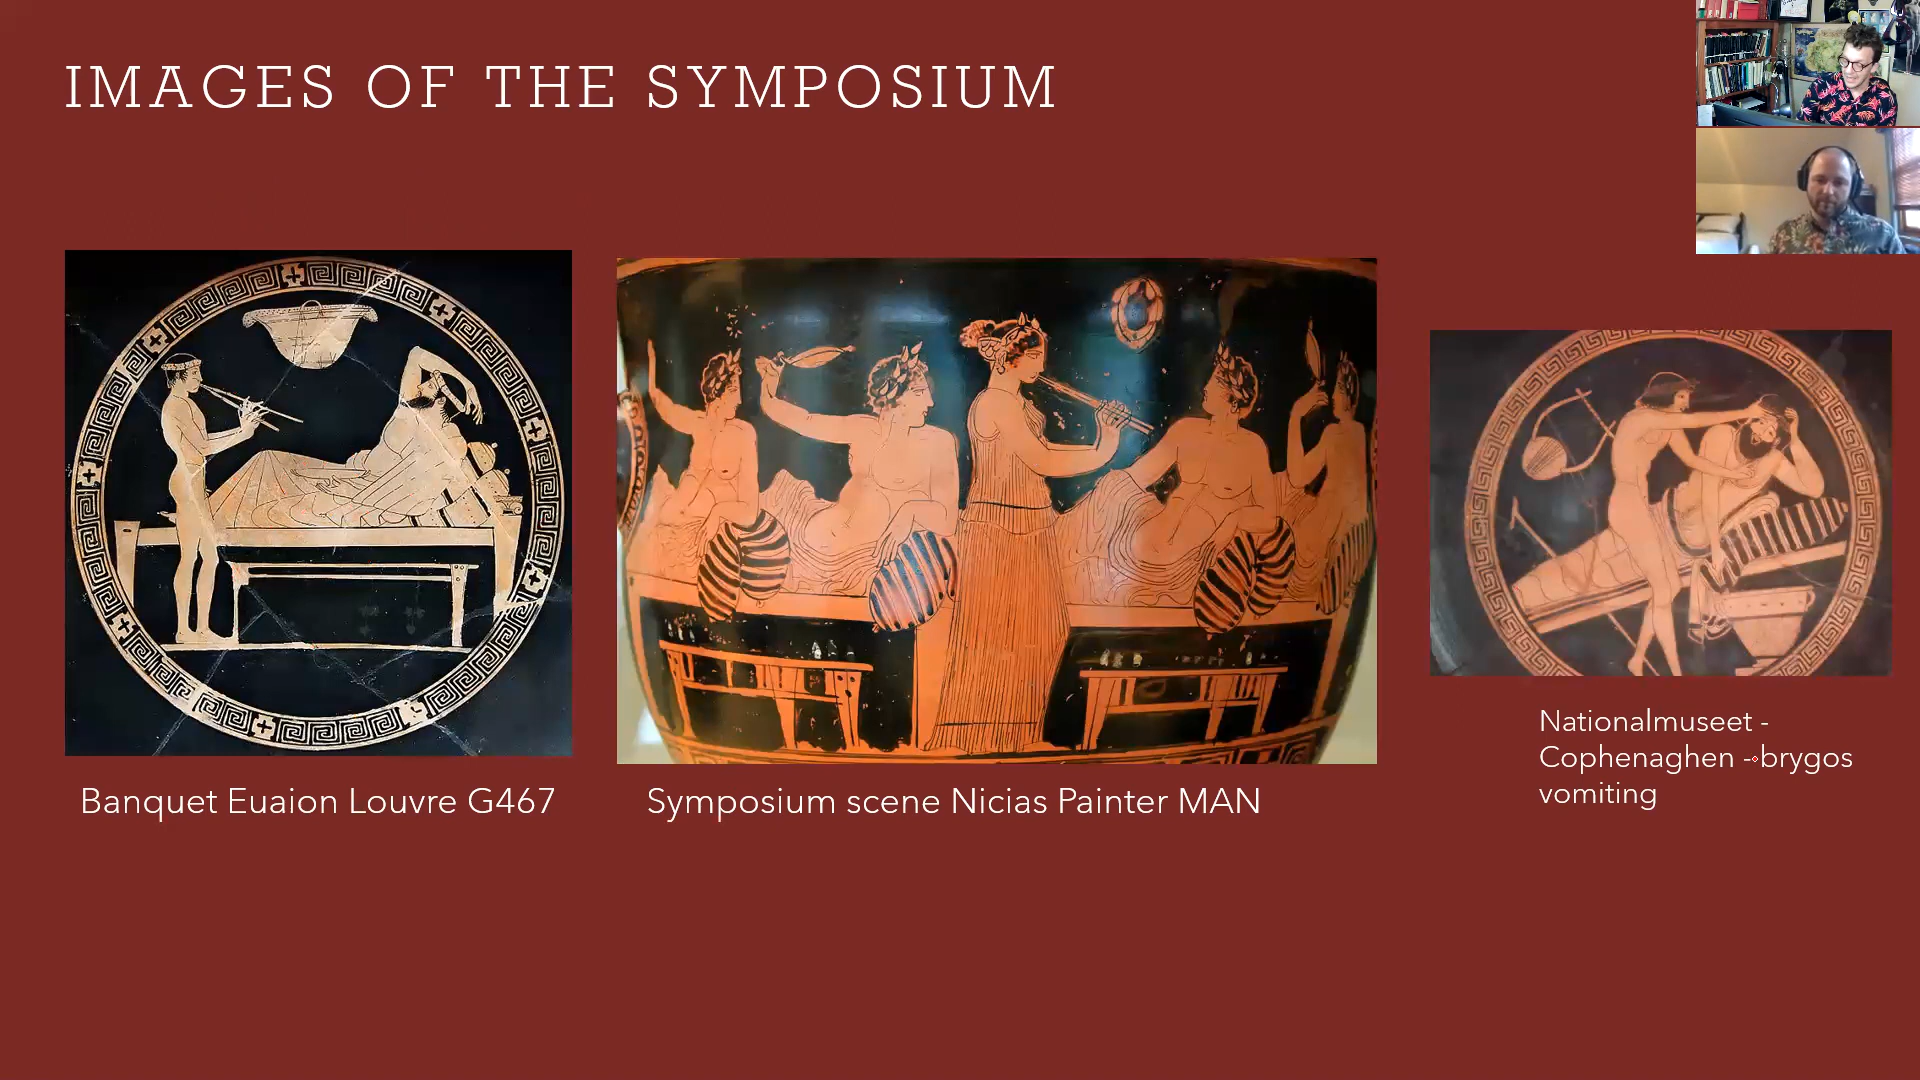 IMAGES OF THE SYMPOSIUM
Banquet Euaion Louvre G467
Symposium scene Nicias Painter MAN
Nationalmuseet -
Cophenaghen - brygos
vomiting